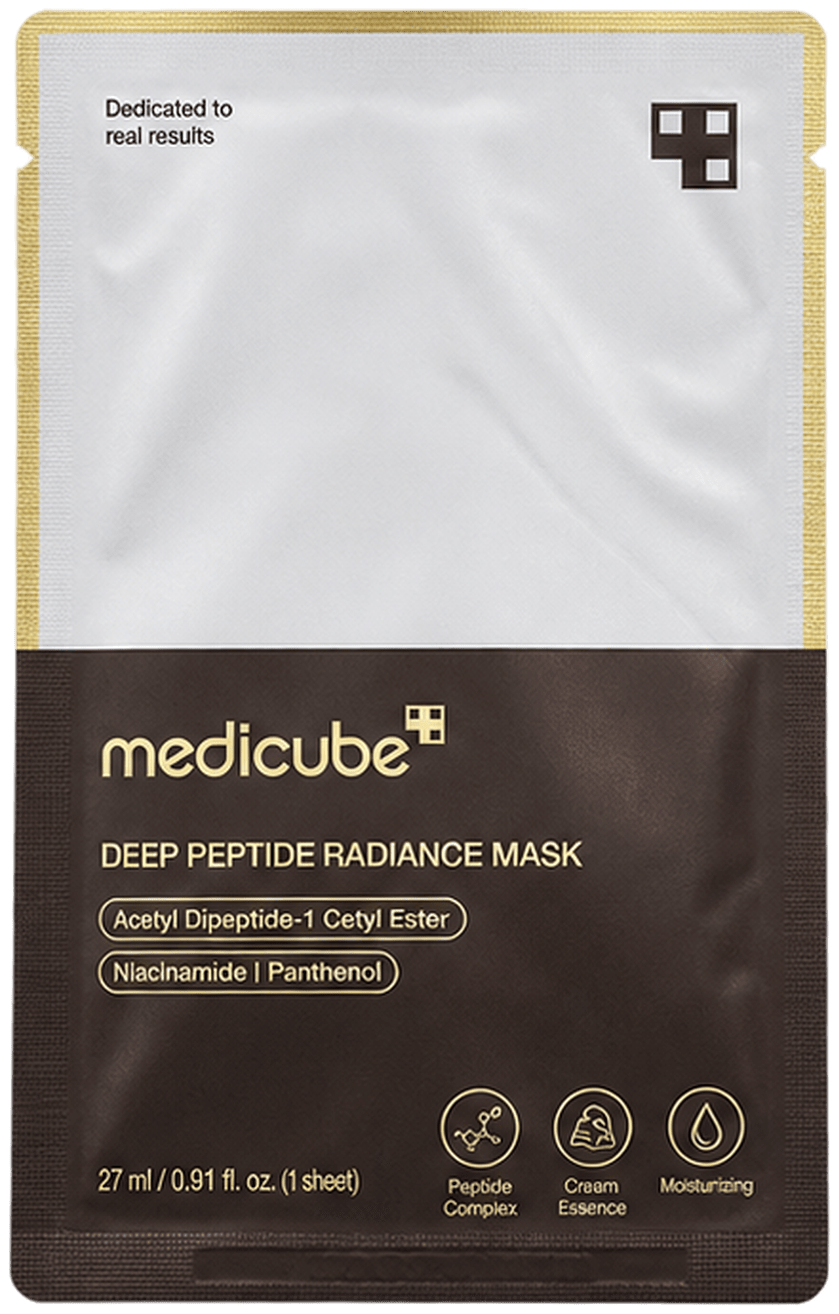 Dedicated to
real results
medicube
DEEP PEPTIDE RADIANCE MASK
Acetyl Dipeptide-1 Cetyl Ester
Niacinamide | Panthenol
27 ml / 0.91 fl. oz. (1 sheet)
Peptide
Complex
Craam
Essence
Moisturizing